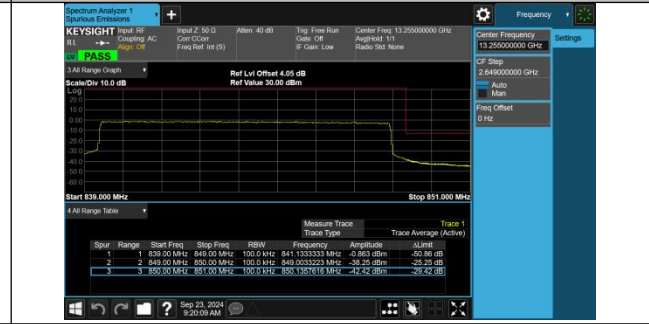 Spectrum Analyzer 1
Spurious Emissions
Frequency
KEYSIGHT
RL
PASS
Input: RF
Coupling: AC
Align: Off
Input Z: 50 Ω
Corr CCorr
Freq Ref: Int (S)
Atten: 40 dB
Trig: Free Run
Gate: Off
IF Gain: Low
Center Freq: 13.255000000 GHz
Avg|Hold: 1/1
Radio Std: None
Center Frequency
13.255000000 GHz
Settings
CF Step
2.649000000 GHz
Auto
Man
Freq Offset
0 Hz
3 All Range Graph
Scale/Div 10.0 dB
Ref Lvl Offset 4.05 dB
Ref Value 30.00 dBm
Log
20.0
10.0
0.00
-10.0
-20.0
-30.0
-40.0
-50.0
-60.0
Start 839.000 MHz
Stop 851.000 MHz
4 All Range Table
Measure Trace Trace 1
Trace Type Trace Average (Active)
Spur Range Start Freq Stop Freq RBW Frequency Amplitude ΔLimit
1 1 839.00 MHz 849.00 MHz 100.0 kHz 841.1333333 MHz -0.863 dBm -50.86 dB
2 2 849.00 MHz 850.00 MHz 100.0 kHz 849.0033223 MHz -38.25 dBm -25.25 dB
3 3 850.00 MHz 851.00 MHz 100.0 kHz 850.1357616 MHz -42.42 dBm -29.42 dB
Sep 23, 2024
9:20:09 AM